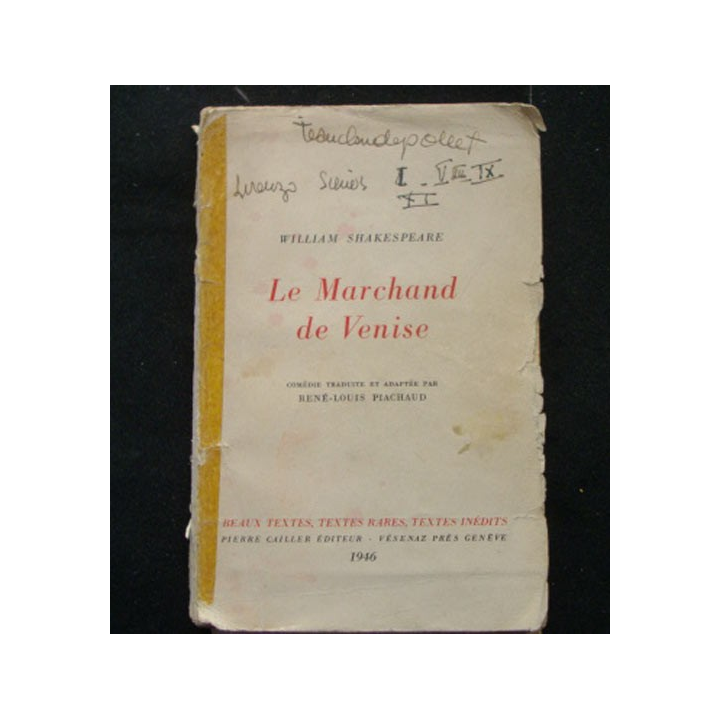 Lorenzo Scènes I - VIII IX
XI
WILLIAM SHAKESPEARE
Le Marchand
de Venise
COMÉDIE TRADUITE ET ADAPTÉE PAR
RENÉ-LOUIS PIACHAUD
BEAUX TEXTES, TEXTES RARES, TEXTES INÉDITS
PIERRE CAILLER ÉDITEUR - VÉSENAZ PRÈS GENÈVE
1946